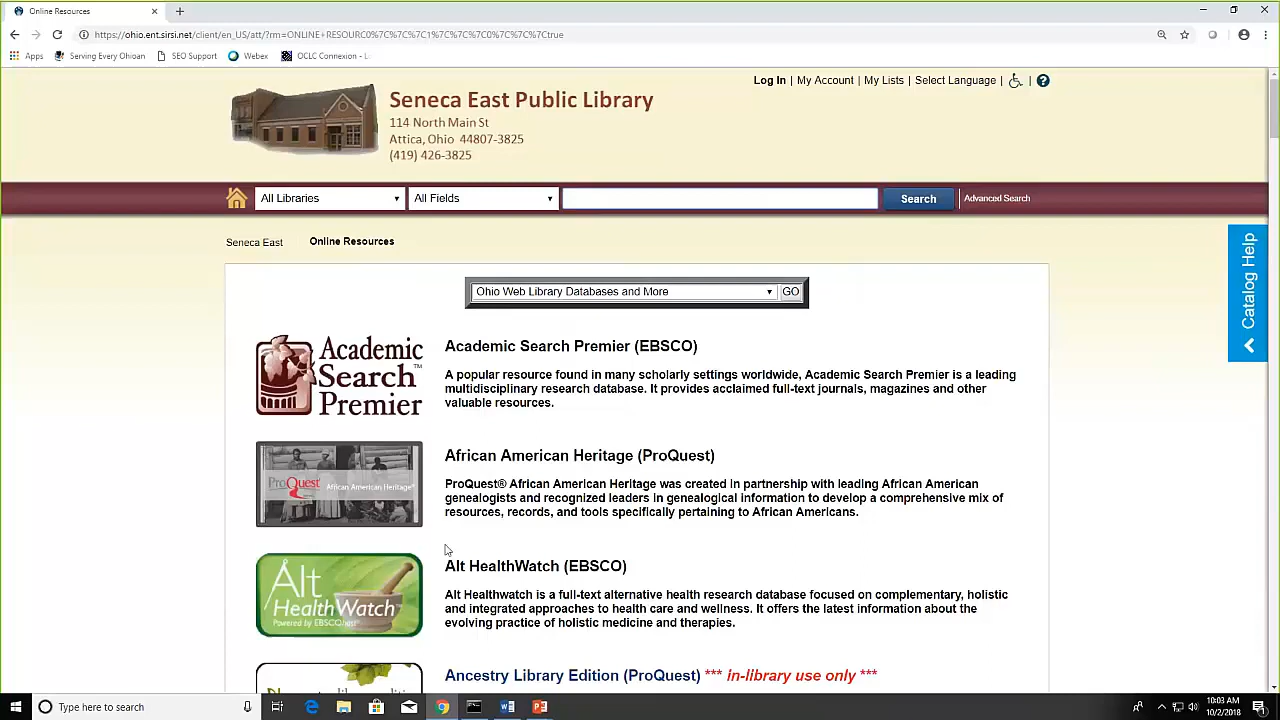 Online Resources
https://ohio.ent.sirsi.net/client/en_US/att/?rm=ONLINE+RESOURC0%7C%7C%7C1%7C%7C%7C0%7C%7C%7Ctrue
Apps Serving Every Ohioan SEO Support Webex OCLC Connexion - L
Log In | My Account | My Lists | Select Language | | ?
Seneca East Public Library
114 North Main St
Attica, Ohio 44807-3825
(419) 426-3825
All Libraries All Fields Search Advanced Search
Catalog Help
Seneca East Online Resources
Ohio Web Library Databases and More GO
Academic Search Premier™
Academic Search Premier (EBSCO)
A popular resource found in many scholarly settings worldwide, Academic Search Premier is a leading
multidisciplinary research database. It provides acclaimed full-text journals, magazines and other
valuable resources.
ProQuest African American Heritage®
African American Heritage (ProQuest)
ProQuest® African American Heritage was created in partnership with leading African American
genealogists and recognized leaders in genealogical information to develop a comprehensive mix of
resources, records, and tools specifically pertaining to African Americans.
Alt HealthWatch
Powered by EBSCOhost®
Alt HealthWatch (EBSCO)
Alt Healthwatch is a full-text alternative health research database focused on complementary, holistic
and integrated approaches to health care and wellness. It offers the latest information about the
evolving practice of holistic medicine and therapies.
Ancestry Library Edition (ProQuest) *** in-library use only ***
Type here to search
10:03 AM
10/2/2018